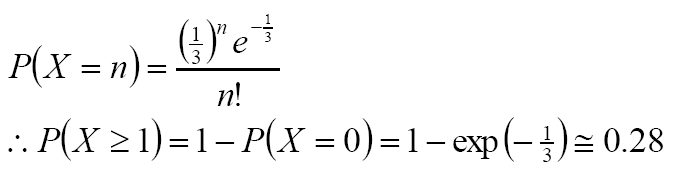 P(X = n) = (1/3)^n e^{-1/3} / n!
∴ P(X ≥ 1) = 1 − P(X = 0) = 1 − exp(− 1/3) ≅ 0.28